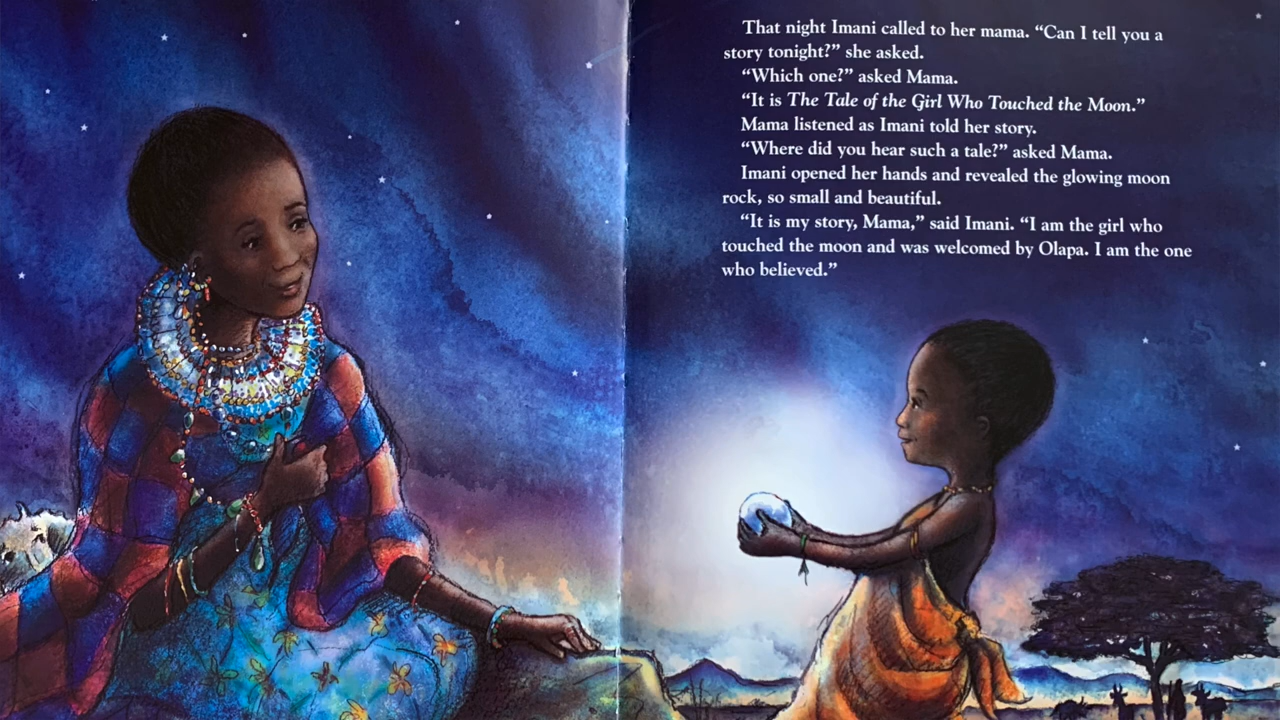 That night Imani called to her mama. “Can I tell you a
story tonight?” she asked.
“Which one?” asked Mama.
“It is The Tale of the Girl Who Touched the Moon.”
Mama listened as Imani told her story.
“Where did you hear such a tale?” asked Mama.
Imani opened her hands and revealed the glowing moon
rock, so small and beautiful.
“It is my story, Mama,” said Imani. “I am the girl who
touched the moon and was welcomed by Olapa. I am the one
who believed.”